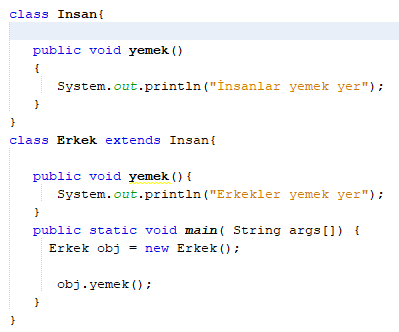 class Insan{
public void yemek()
{
System.out.println("İnsanlar yemek yer");
}
}
class Erkek extends Insan{
public void yemek(){
System.out.println("Erkekler yemek yer");
}
public static void main( String args[]) {
Erkek obj = new Erkek();
obj.yemek();
}
}